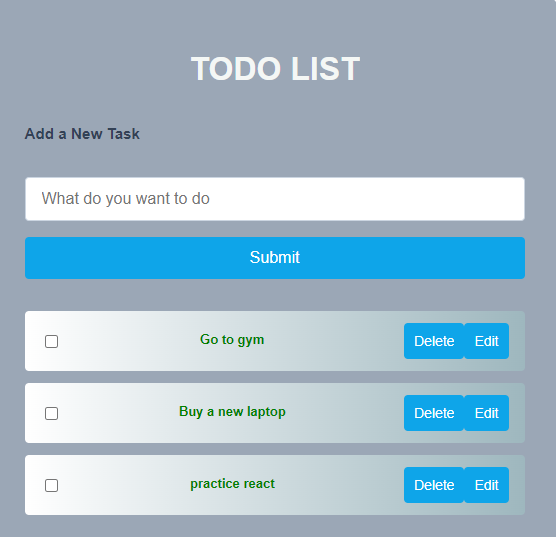 TODO LIST
Add a New Task
What do you want to do
Submit
Go to gym Delete Edit
Buy a new laptop Delete Edit
practice react Delete Edit